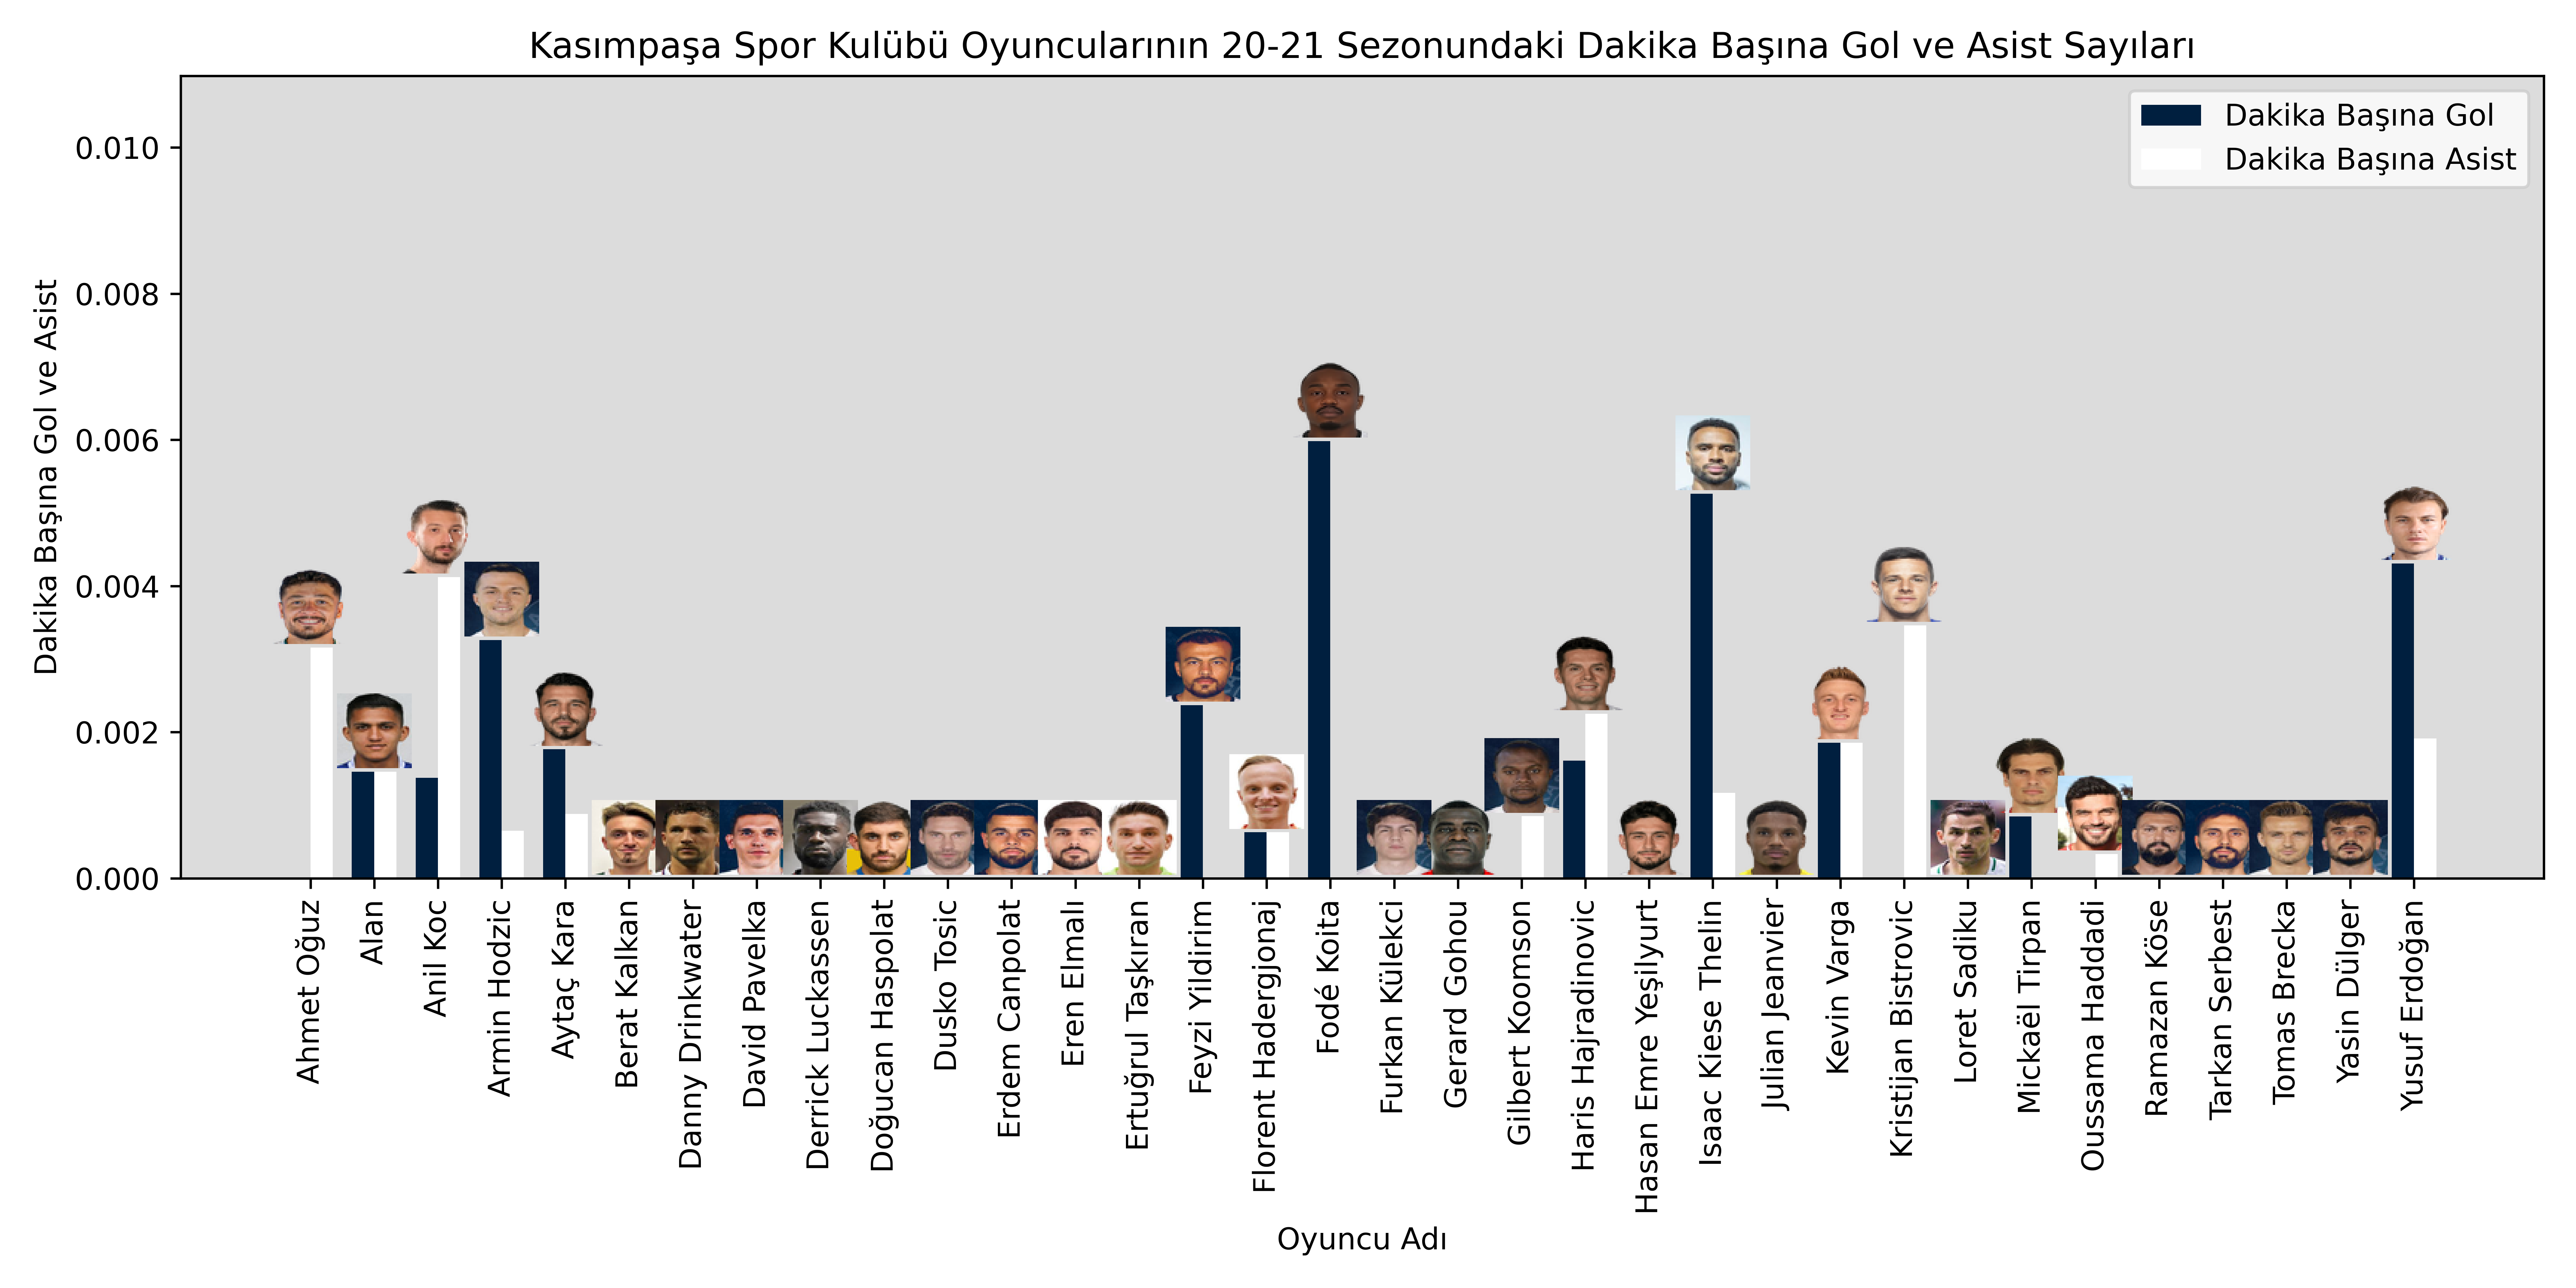 Kasımpaşa Spor Kulübü Oyuncularının 20-21 Sezonundaki Dakika Başına Gol ve Asist Sayıları
Dakika Başına Gol
Dakika Başına Asist
Dakika Başına Gol ve Asist
0.010
0.008
0.006
0.004
0.002
0.000
Ahmet Oğuz
Alan
Anil Koc
Armin Hodzic
Aytaç Kara
Berat Kalkan
Danny Drinkwater
David Pavelka
Derrick Luckassen
Doğucan Haspolat
Dusko Tosic
Erdem Canpolat
Eren Elmalı
Ertuğrul Taşkıran
Feyzi Yildirim
Florent Hadergjonaj
Fodé Koita
Furkan Külekci
Gerard Gohou
Gilbert Koomson
Haris Hajradinovic
Hasan Emre Yeşilyurt
Isaac Kiese Thelin
Julian Jeanvier
Kevin Varga
Kristijan Bistrovic
Loret Sadiku
Mickaël Tirpan
Oussama Haddadi
Ramazan Köse
Tarkan Serbest
Tomas Brecka
Yasin Dülger
Yusuf Erdoğan
Oyuncu Adı